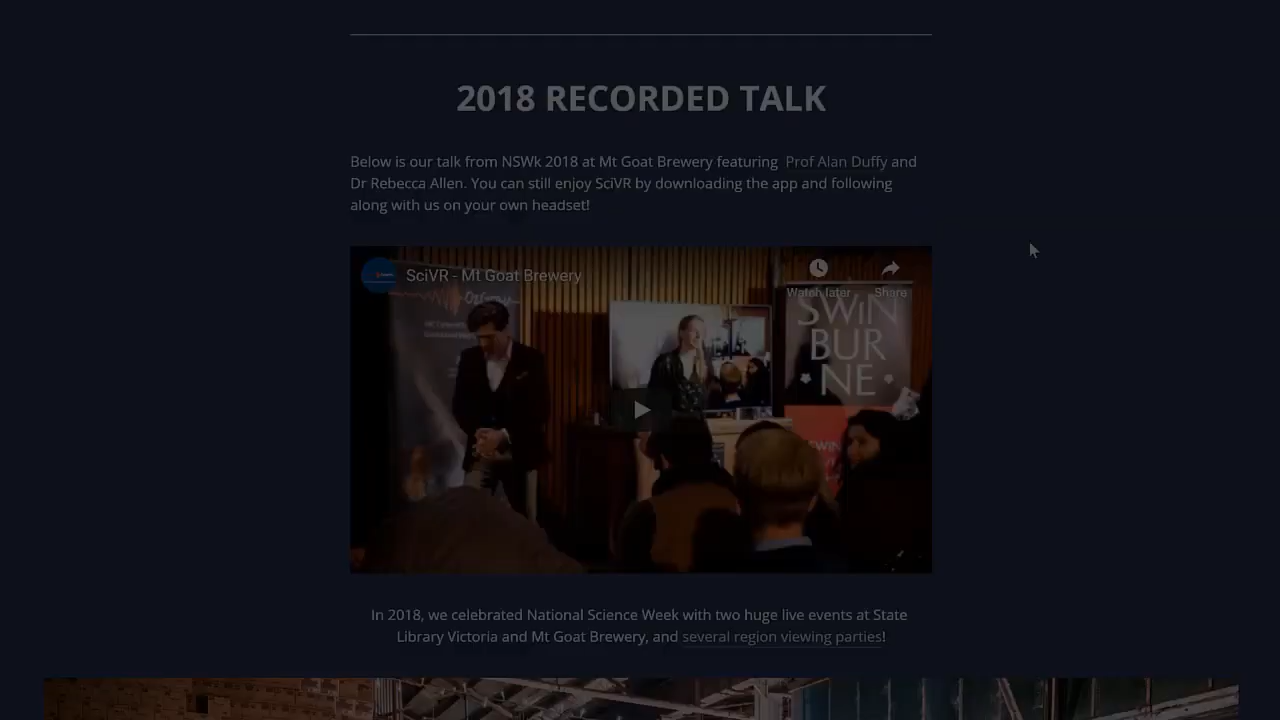 2018 RECORDED TALK
Below is our talk from NSWk 2018 at Mt Goat Brewery featuring Prof Alan Duffy and
Dr Rebecca Allen. You can still enjoy SciVR by downloading the app and following
along with us on your own headset!
SciVR - Mt Goat Brewery
Watch later
Share
OzGrav
SWIN
BUR
NE
SWIN
In 2018, we celebrated National Science Week with two huge live events at State
Library Victoria and Mt Goat Brewery, and several region viewing parties!